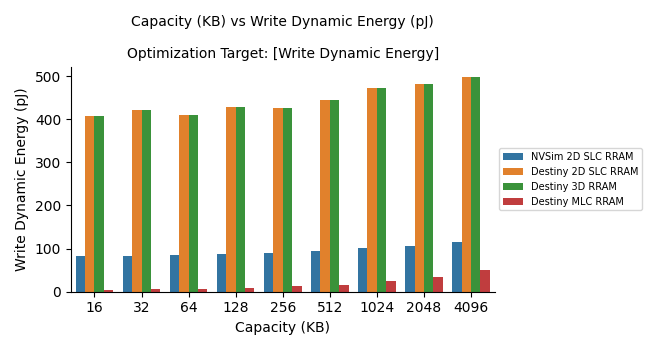 Capacity (KB) vs Write Dynamic Energy (pJ)
Optimization Target: [Write Dynamic Energy]
Write Dynamic Energy (pJ)
500
400
300
200
100
0
16 32 64 128 256 512 1024 2048 4096
Capacity (KB)
NVSim 2D SLC RRAM
Destiny 2D SLC RRAM
Destiny 3D RRAM
Destiny MLC RRAM